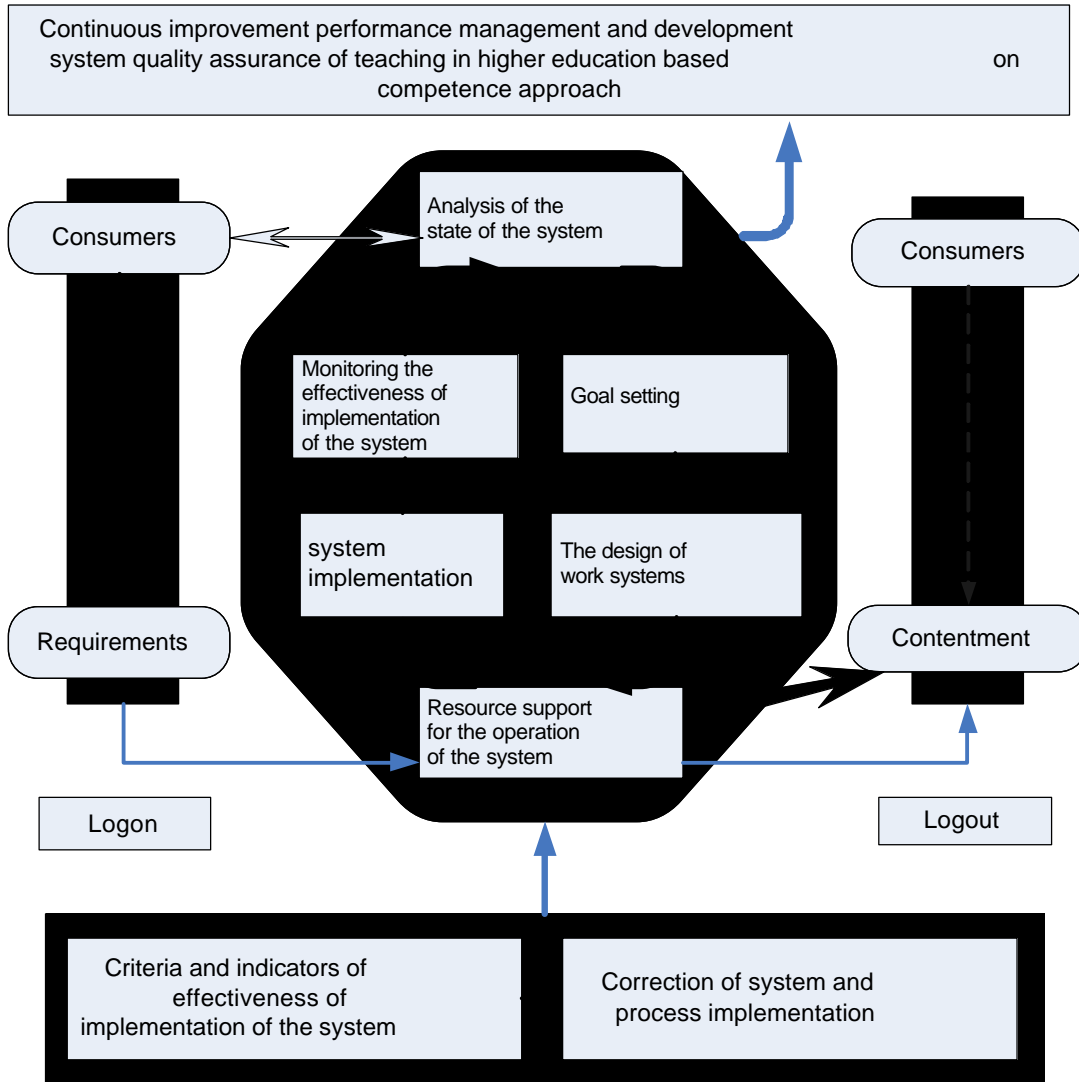 Continuous improvement performance management and development
system quality assurance of teaching in higher education based on
competence approach
Consumers
Analysis of the
state of the system
Consumers
Monitoring the
effectiveness of
implementation
of the system
Goal setting
system
implementation
The design of
work systems
Requirements
Contentment
Resource support
for the operation
of the system
Logon
Logout
Criteria and indicators of
effectiveness of
implementation of the system
Correction of system and
process implementation